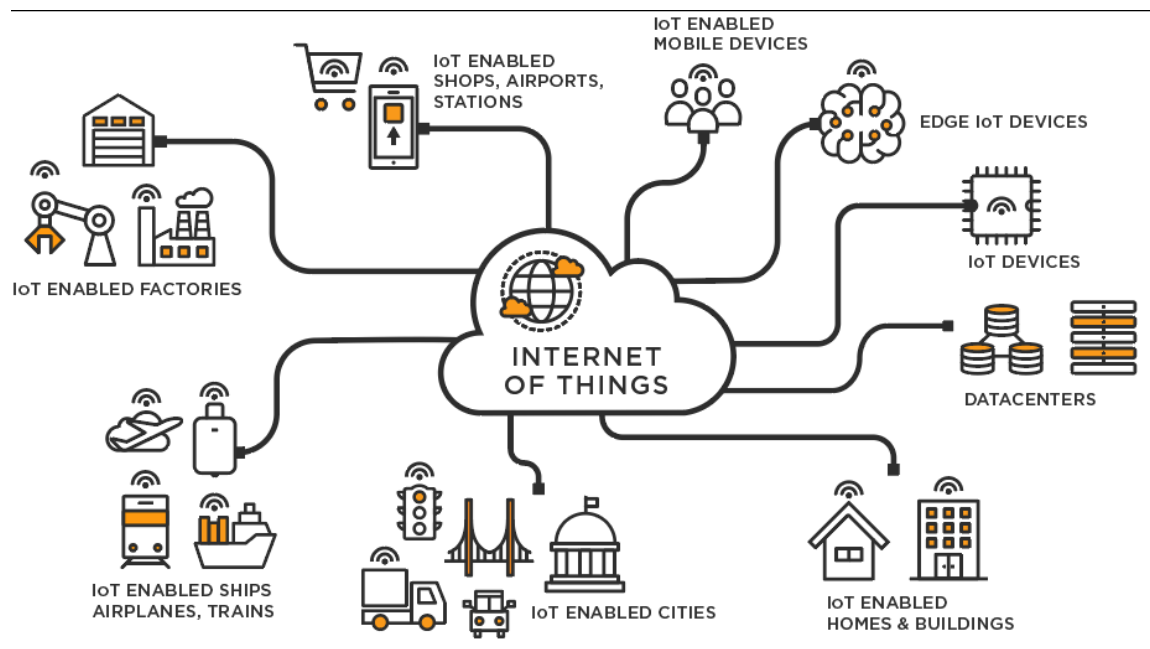 IoT ENABLED
SHOPS, AIRPORTS,
STATIONS
IoT ENABLED
MOBILE DEVICES
EDGE IoT DEVICES
IoT DEVICES
IoT ENABLED FACTORIES
INTERNET
OF THINGS
DATACENTERS
IoT ENABLED SHIPS
AIRPLANES, TRAINS
IoT ENABLED CITIES
IoT ENABLED
HOMES & BUILDINGS